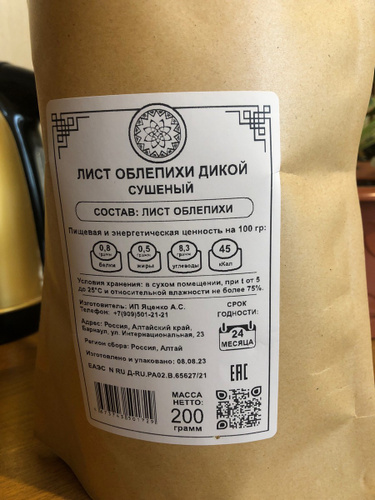 ЛИСТ ОБЛЕПИХИ ДИКОЙ
СУШЕНЫЙ
СОСТАВ: ЛИСТ ОБЛЕПИХИ
Пищевая и энергетическая ценность на 100 гр:
0,8 грамм белки
0,5 грамм жиры
8,3 грамм углеводы
45 кКал
Условия хранения: в сухом помещении, при t от 5
до 25°С и относительной влажности не более 75%.
Изготовитель: ИП Яценко А.С.
Телефон: +7(909)501-21-21
Адрес: Россия, Алтайский край,
Барнаул, ул. Интернациональная, 23
Регион сбора: Россия, Алтай
Изготовлено и упаковано: 08.08.23
ЕАЭС N RU Д-RU.РА02.В.65627/21
СРОК
ГОДНОСТИ:
24
МЕСЯЦА
EAC
МАССА
НЕТТО:
200
грамм